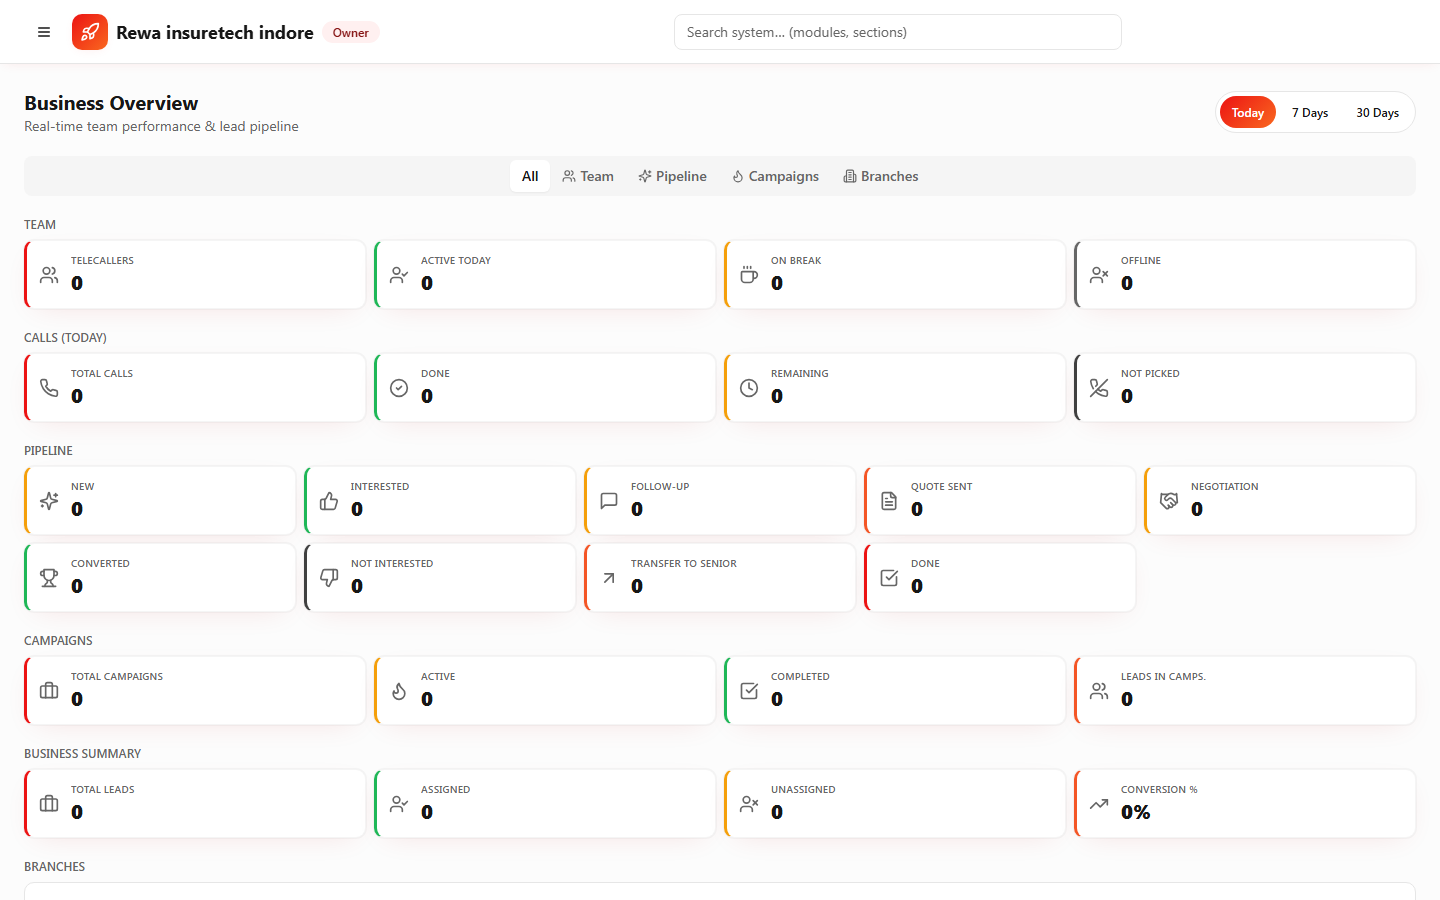 Rewa insuretech indore
Owner
Search system... (modules, sections)
Business Overview
Real-time team performance & lead pipeline
Today
7 Days
30 Days
All
Team
Pipeline
Campaigns
Branches
TEAM
TELECALLERS
0
ACTIVE TODAY
0
ON BREAK
0
OFFLINE
0
CALLS (TODAY)
TOTAL CALLS
0
DONE
0
REMAINING
0
NOT PICKED
0
PIPELINE
NEW
0
INTERESTED
0
FOLLOW-UP
0
QUOTE SENT
0
NEGOTIATION
0
CONVERTED
0
NOT INTERESTED
0
TRANSFER TO SENIOR
0
DONE
0
CAMPAIGNS
TOTAL CAMPAIGNS
0
ACTIVE
0
COMPLETED
0
LEADS IN CAMPS.
0
BUSINESS SUMMARY
TOTAL LEADS
0
ASSIGNED
0
UNASSIGNED
0
CONVERSION %
0%
BRANCHES